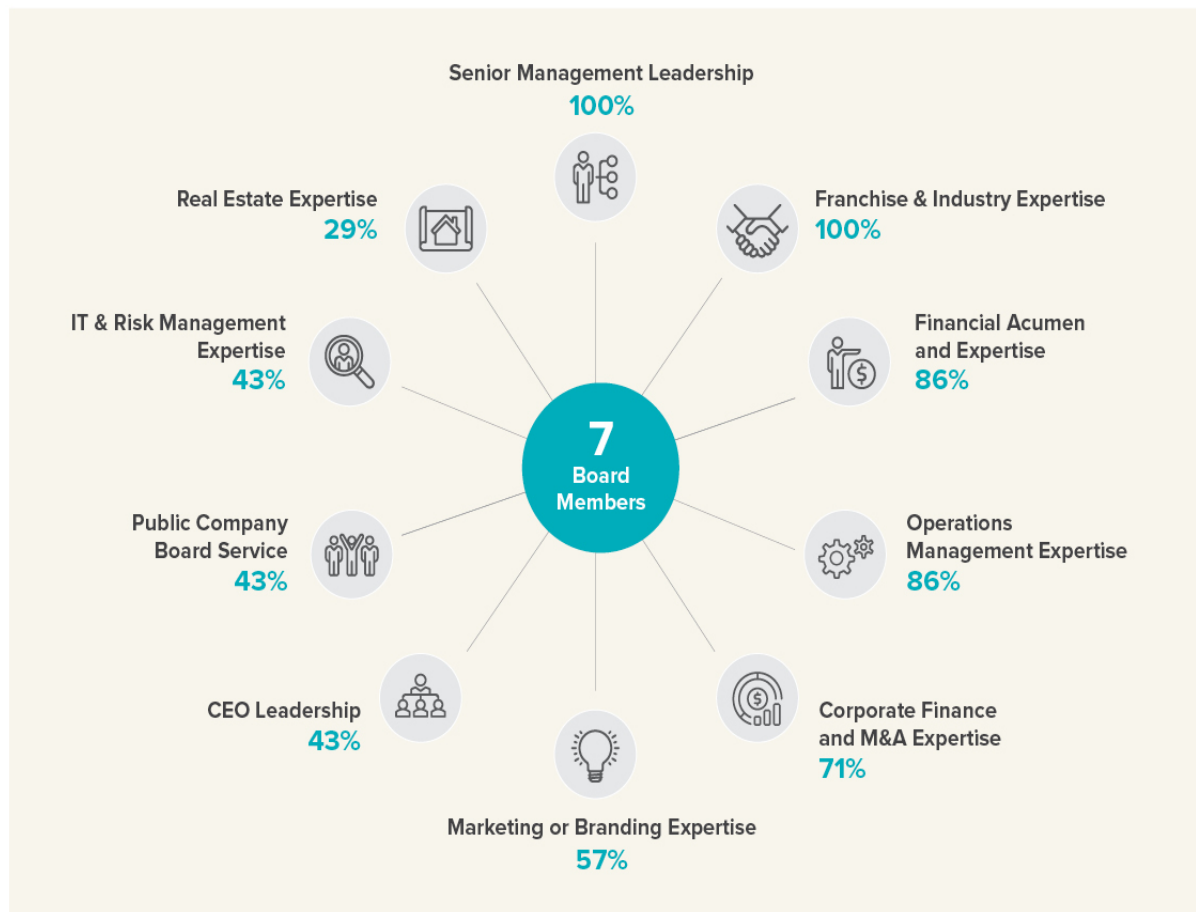 Senior Management Leadership
100%
Franchise & Industry Expertise
100%
Financial Acumen
and Expertise
86%
Operations
Management Expertise
86%
Corporate Finance
and M&A Expertise
71%
Marketing or Branding Expertise
57%
CEO Leadership
43%
Public Company
Board Service
43%
IT & Risk Management
Expertise
43%
Real Estate Expertise
29%
7
Board
Members